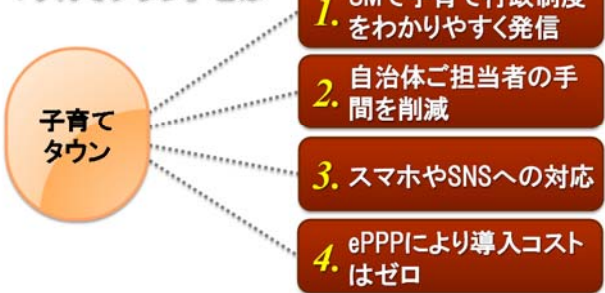 1. SMで子育て行政制度
をわかりやすく発信
子育て
タウン
2. 自治体ご担当者の手
間を削減
3. スマホやSNSへの対応
4. ePPPにより導入コスト
はゼロ